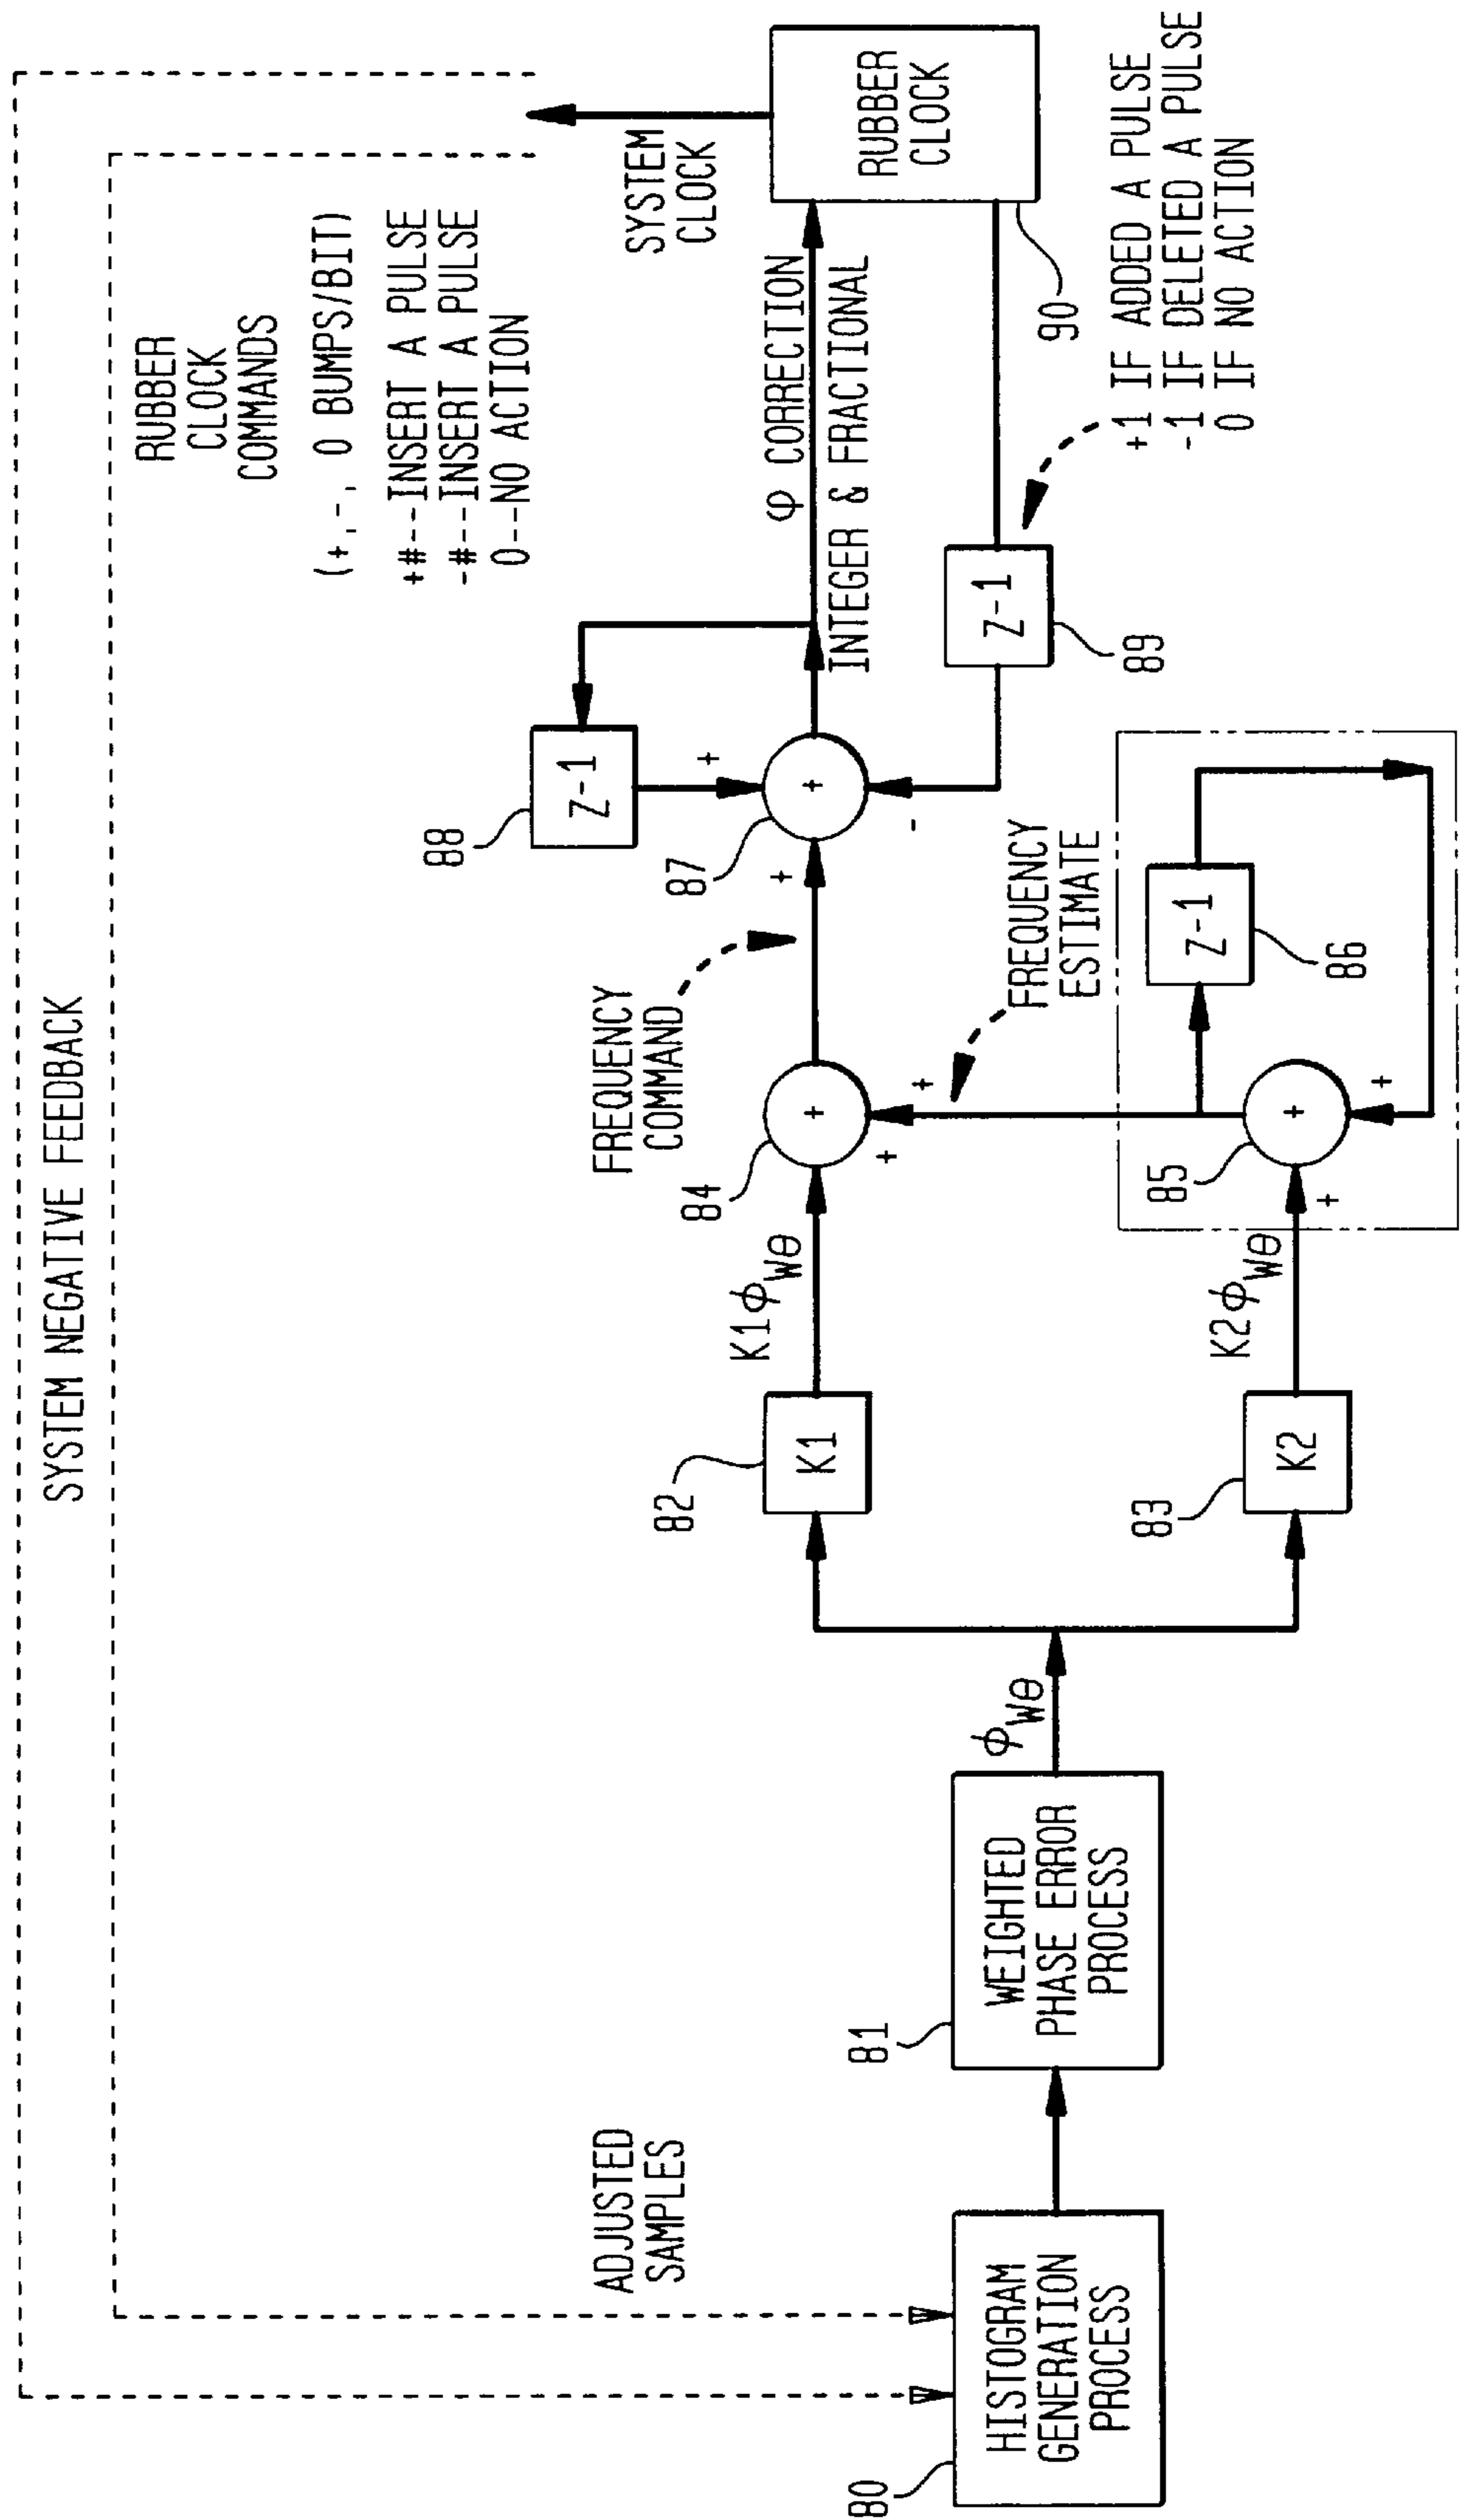 SYSTEM NEGATIVE FEEDBACK
RUBBER
CLOCK
COMMANDS
(+,-, 0 BUMPS/BIT)
+#--INSERT A PULSE
-#--INSERT A PULSE
0--NO ACTION
ADJUSTED
SAMPLES
80
HISTOGRAM
GENERATION
PROCESS
81
WEIGHTED
PHASE ERROR
PROCESS
ϕWθ
82
K1
K1ϕWθ
83
K2
K2ϕWθ
84
+
+
+
FREQUENCY
COMMAND
FREQUENCY
ESTIMATE
85
+
+
+
86
Z-1
87
+
+
+
-
88
Z-1
φ CORRECTION
INTEGER & FRACTIONAL
89
Z-1
SYSTEM
CLOCK
RUBBER
CLOCK
90
+1 IF ADDED A PULSE
-1 IF DELETED A PULSE
0 IF NO ACTION